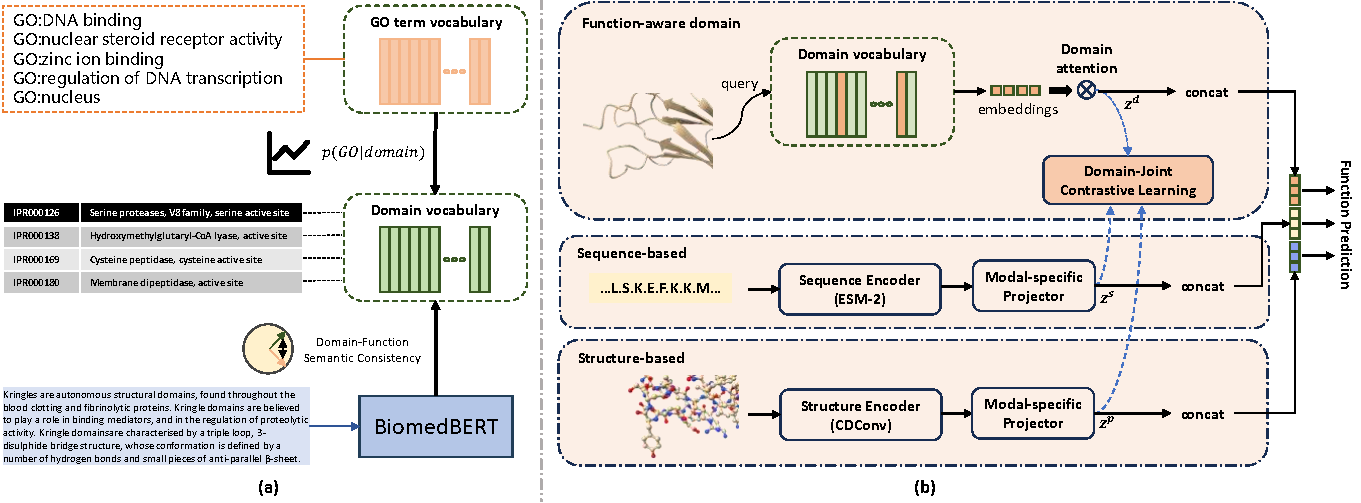 GO:DNA binding
GO:nuclear steroid receptor activity
GO:zinc ion binding
GO:regulation of DNA transcription
GO:nucleus
GO term vocabulary
p(GO|domain)
IPR000126 Serine proteases, V8 family, serine active site
IPR000138 Hydroxymethylglutaryl-CoA lyase, active site
IPR000169 Cysteine peptidase, cysteine active site
IPR000180 Membrane dipeptidase, active site
Domain vocabulary
Domain-Function
Semantic Consistency
Kringles are autonomous structural domains, found throughout the
blood clotting and fibrinolytic proteins. Kringle domains are believed
to play a role in binding mediators, and in the regulation of proteolytic
activity. Kringle domainsare characterised by a triple loop, 3-
disulphide bridge structure, whose conformation is defined by a
number of hydrogen bonds and small pieces of anti-parallel β-sheet.
BiomedBERT
(a)
Function-aware domain
query
Domain vocabulary
embeddings
Domain
attention
z^d
concat
Domain-Joint
Contrastive Learning
Sequence-based
...L.S.K.E.F.K.K.M...
Sequence Encoder
(ESM-2)
Modal-specific
Projector
z^s
concat
Structure-based
Structure Encoder
(CDConv)
Modal-specific
Projector
z^p
concat
Function Prediction
(b)